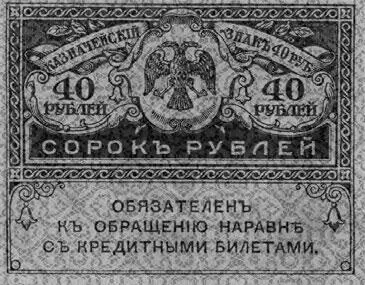 КАЗНАЧЕЙСКІЙ ЗНАКЪ 40 РУБ.
40 РУБЛЕЙ
40 РУБЛЕЙ
СОРОКЪ РУБЛЕЙ
ОБЯЗАТЕЛЕНЪ
КЪ ОБРАЩЕНІЮ НАРАВНѢ
СЪ КРЕДИТНЫМИ БИЛЕТАМИ.